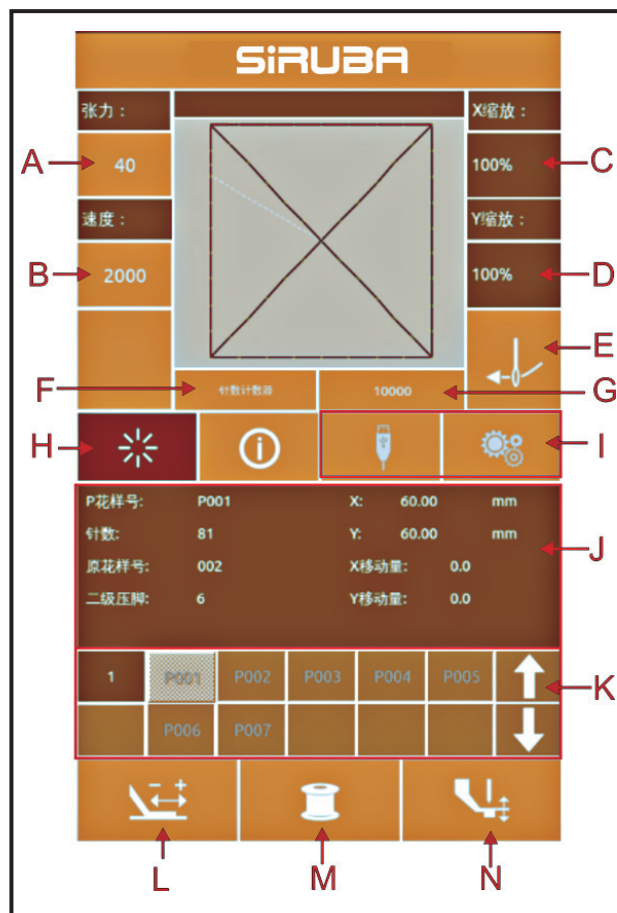 SiRUBA
张力：
X缩放：
A
40
100%
C
速度：
Y缩放：
B
2000
100%
D
E
F
针数计数器
10000
G
H
I
P花样号: P001 X: 60.00 mm
针数: 81 Y: 60.00 mm
J
原花样号: 002 X移动量: 0.0
二级压脚: 6 Y移动量: 0.0
1 P001 P002 P003 P004 P005
K
P006 P007
- +
L
M
N